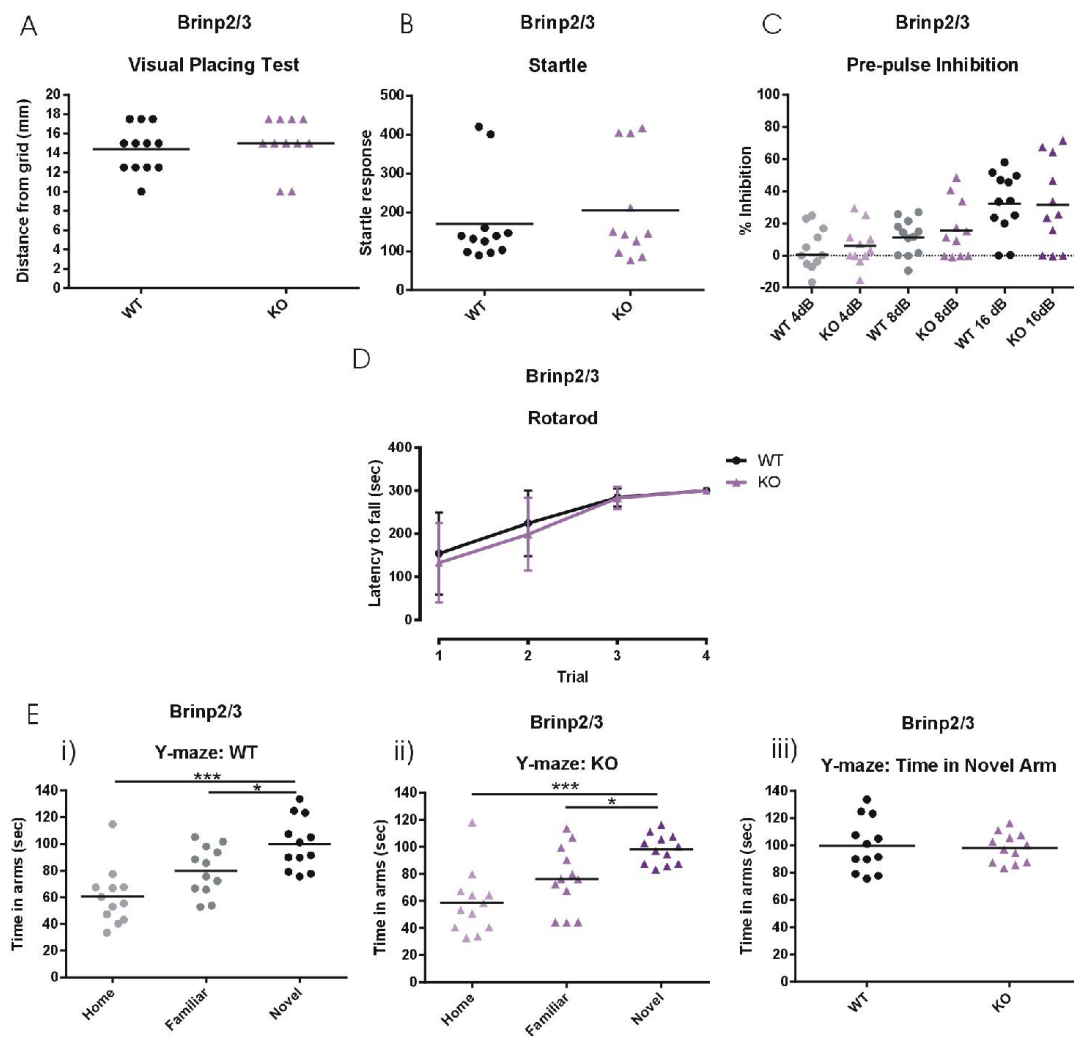 A
Brinp2/3
Visual Placing Test
Distance from grid (mm)
20
18
16
14
12
10
8
6
4
2
0
WT
KO
B
Brinp2/3
Startle
Startle response
500
400
300
200
100
0
WT
KO
C
Brinp2/3
Pre-pulse Inhibition
% Inhibition
100
80
60
40
20
0
-20
WT 4dB
KO 4dB
WT 8dB
KO 8dB
WT 16 dB
KO 16dB
D
Brinp2/3
Rotarod
Latency to fall (sec)
400
300
200
100
0
1
2
3
4
Trial
WT
KO
E
Brinp2/3
i)
Y-maze: WT
***
*
Time in arms (sec)
140
120
100
80
60
40
20
0
Home
Familiar
Novel
Brinp2/3
ii)
Y-maze: KO
***
*
Time in arms (sec)
140
120
100
80
60
40
20
0
Home
Familiar
Novel
Brinp2/3
iii)
Y-maze: Time in Novel Arm
Time in arms (sec)
140
120
100
80
60
40
20
0
WT
KO